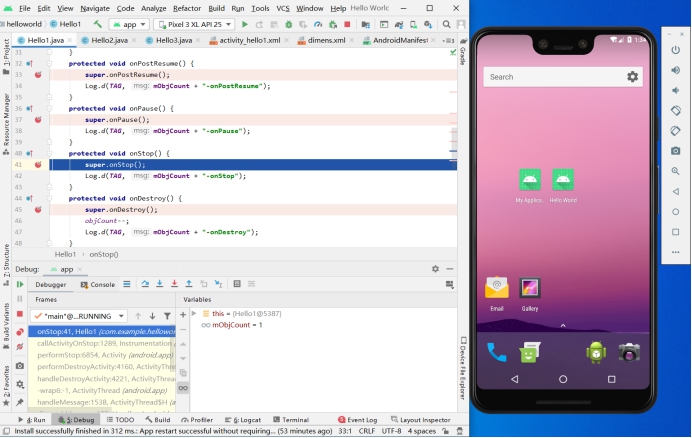 File Edit View Navigate Code Analyze Refactor Build Run Tools VCS Window Help Hello Worlc
helloworld Hello1 app Pixel 3 XL API 25
Hello1.java Hello2.java Hello3.java activity_hello1.xml dimens.xml AndroidManifest
31 }
32 protected void onPostResume() {
33 super.onPostResume();
34 Log.d(TAG, msg: mObjCount + "-onPostResume");
35 }
36 protected void onPause() {
37 super.onPause();
38 Log.d(TAG, msg: mObjCount + "-onPause");
39 }
40 protected void onStop() {
41 super.onStop();
42 Log.d(TAG, msg: mObjCount + "-onStop");
43 }
44 protected void onDestroy() {
45 super.onDestroy();
46 objCount--;
47 Log.d(TAG, msg: mObjCount + "-onDestroy");
48 }
Hello1 › onStop()
Debug: app
Debugger Console
Frames
Variables
"main"@...RUNNING
onStop:41, Hello1 (com.example.hellowor
callActivityOnStop:1289, Instrumentation
performStop:6854, Activity (android.app)
performDestroyActivity:4160, ActivityThre
handleDestroyActivity:4221, ActivityThre
-wrap6:-1, ActivityThread (android.app)
handleMessage:1538, ActivityThread$H
this = {Hello1@5387}
mObjCount = 1
4: Run 5: Debug TODO Build Profiler 6: Logcat Terminal Event Log Layout Inspector
Install successfully finished in 312 ms.: App restart successful without requiring... (53 minutes ago) 33:1 CRLF UTF-8 4 spaces
1: Project
Resource Manager
7: Structure
Build Variants
2: Favorites
Gradle
Device File Explorer
1:34
Search
My Applica..
Hello World
Email
Gallery